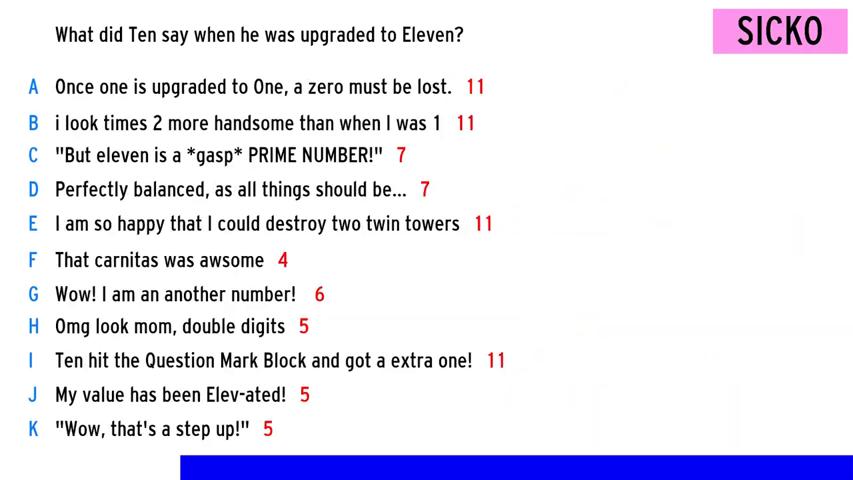 What did Ten say when he was upgraded to Eleven?
SICKO
A Once one is upgraded to One, a zero must be lost. 11
B i look times 2 more handsome than when I was 1 11
C "But eleven is a *gasp* PRIME NUMBER!" 7
D Perfectly balanced, as all things should be... 7
E I am so happy that I could destroy two twin towers 11
F That carnitas was awsome 4
G Wow! I am an another number! 6
H Omg look mom, double digits 5
I Ten hit the Question Mark Block and got a extra one! 11
J My value has been Elev-ated! 5
K "Wow, that's a step up!" 5